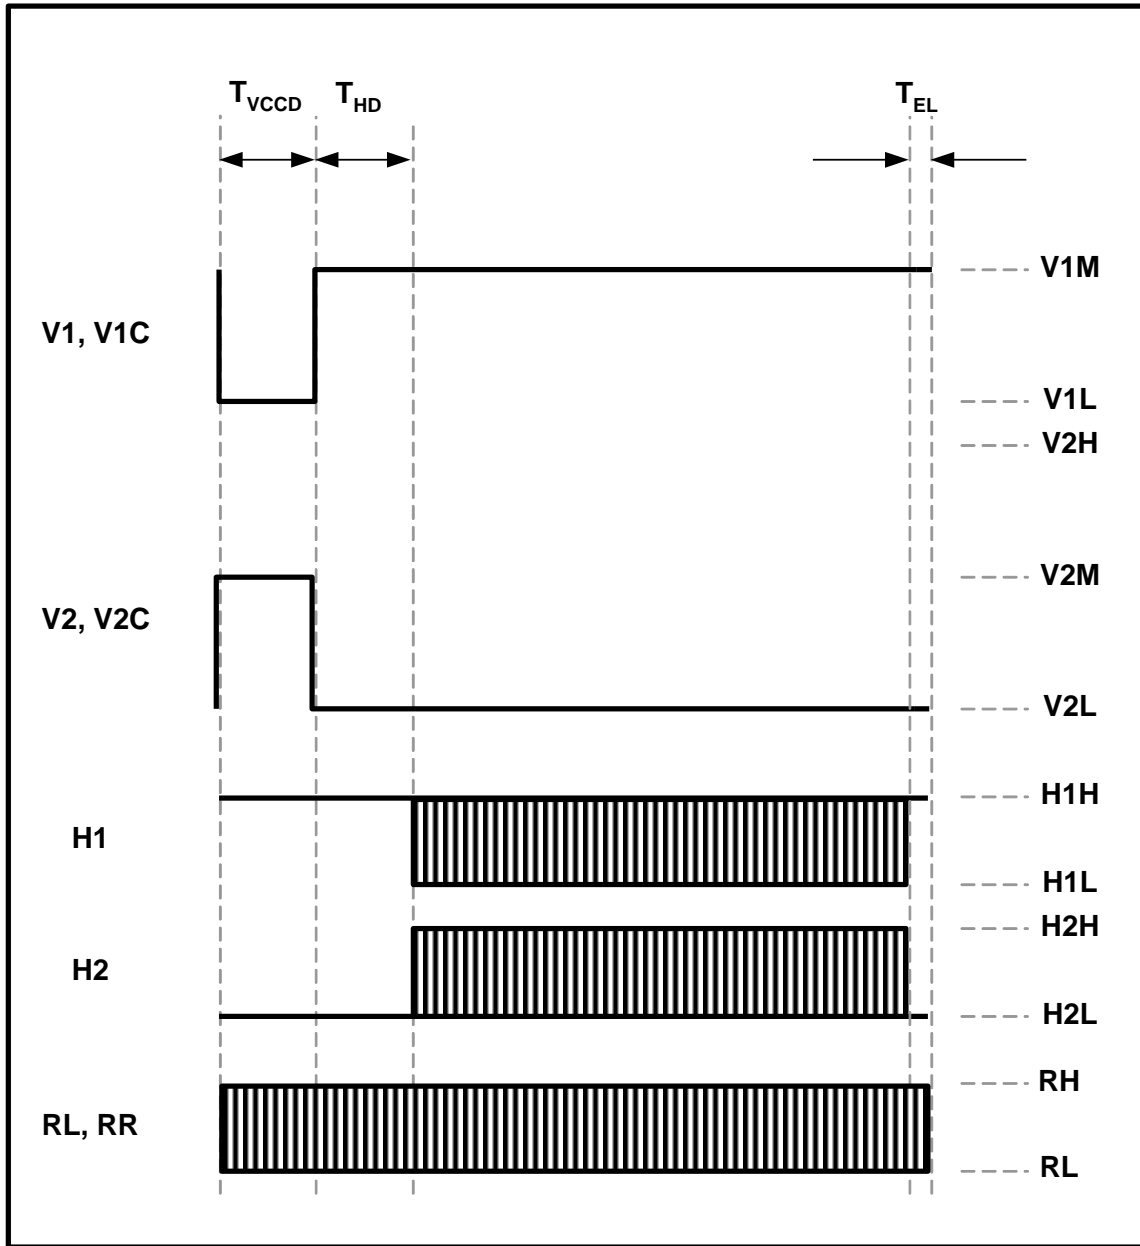 TVCCD THD TEL
V1M
V1, V1C
V1L
V2H
V2M
V2, V2C
V2L
H1H
H1
H1L
H2H
H2
H2L
RH
RL, RR
RL